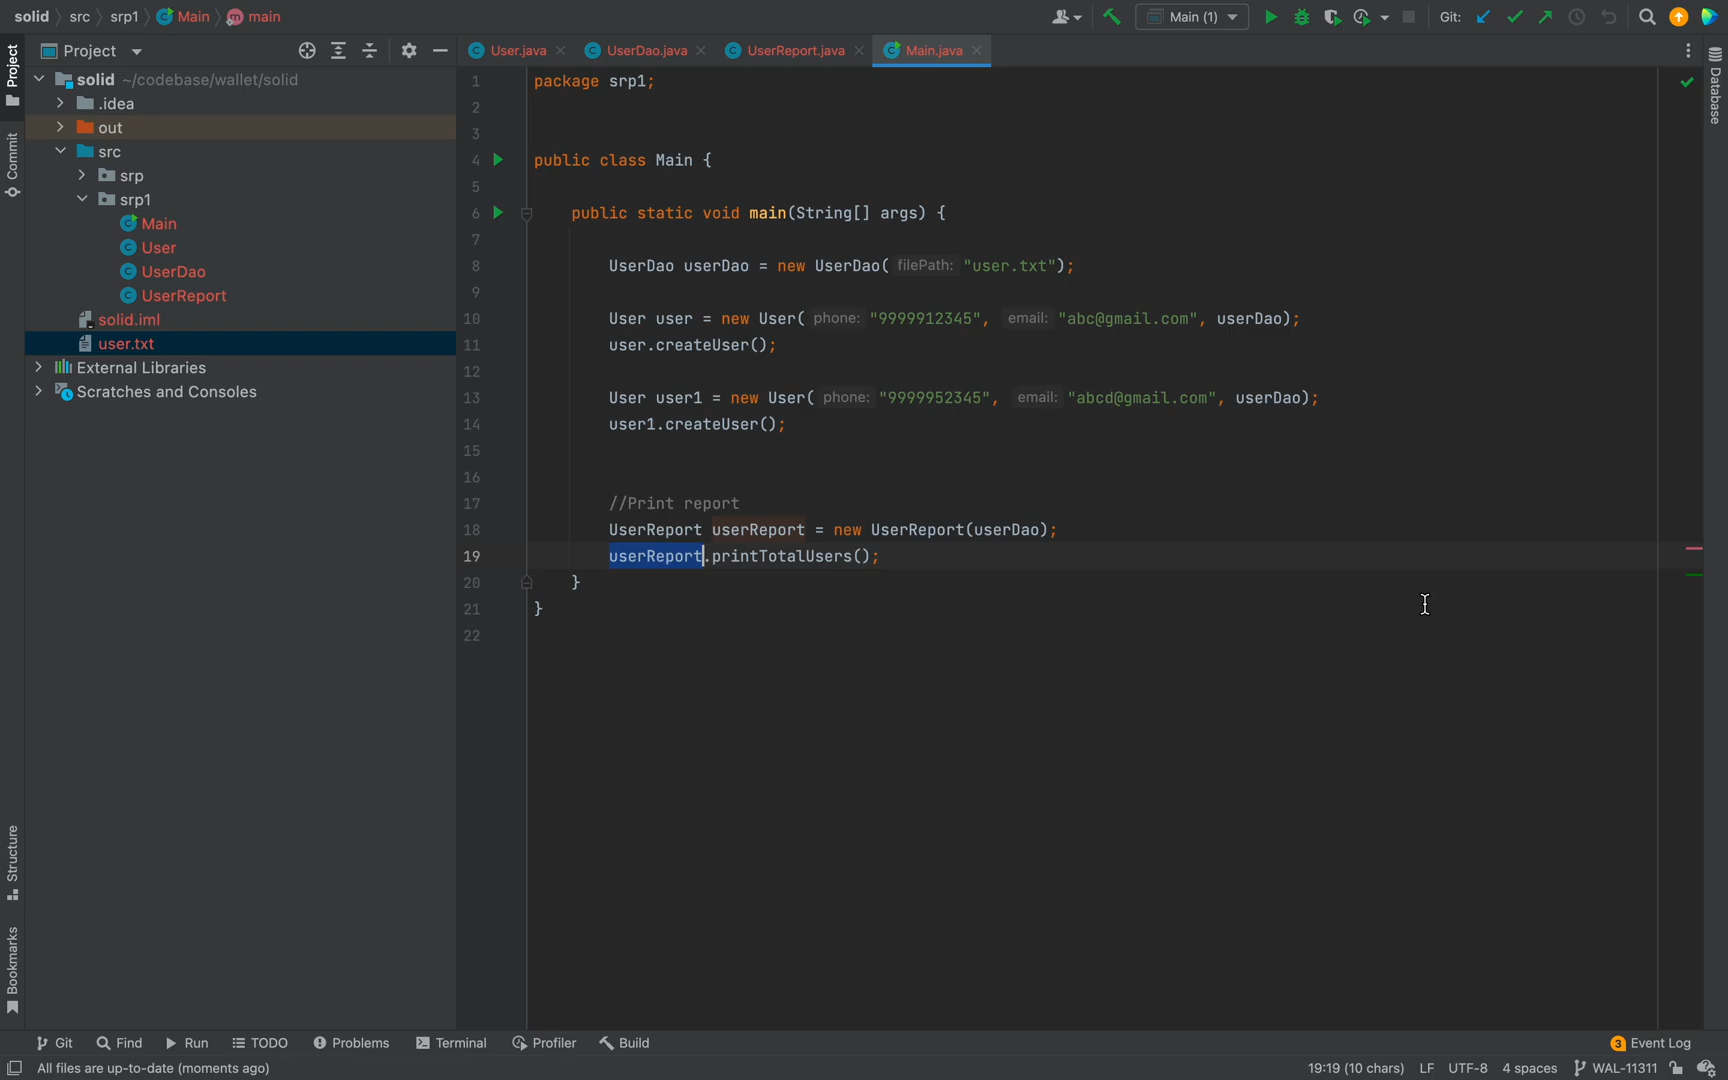 solid src srp1 Main main
Main (1)
Git:
Project
User.java
UserDao.java
UserReport.java
Main.java
Project
Commit
Structure
Bookmarks
Database
solid ~/codebase/wallet/solid
.idea
out
src
srp
srp1
Main
User
UserDao
UserReport
solid.iml
user.txt
External Libraries
Scratches and Consoles
1 package srp1;
2
3
4 public class Main {
5
6 public static void main(String[] args) {
7
8 UserDao userDao = new UserDao( filePath: "user.txt");
9
10 User user = new User( phone: "9999912345", email: "abc@gmail.com", userDao);
11 user.createUser();
12
13 User user1 = new User( phone: "9999952345", email: "abcd@gmail.com", userDao);
14 user1.createUser();
15
16
17 //Print report
18 UserReport userReport = new UserReport(userDao);
19 userReport.printTotalUsers();
20 }
21 }
22
Git Find Run TODO Problems Terminal Profiler Build 3 Event Log
All files are up-to-date (moments ago) 19:19 (10 chars) LF UTF-8 4 spaces WAL-11311